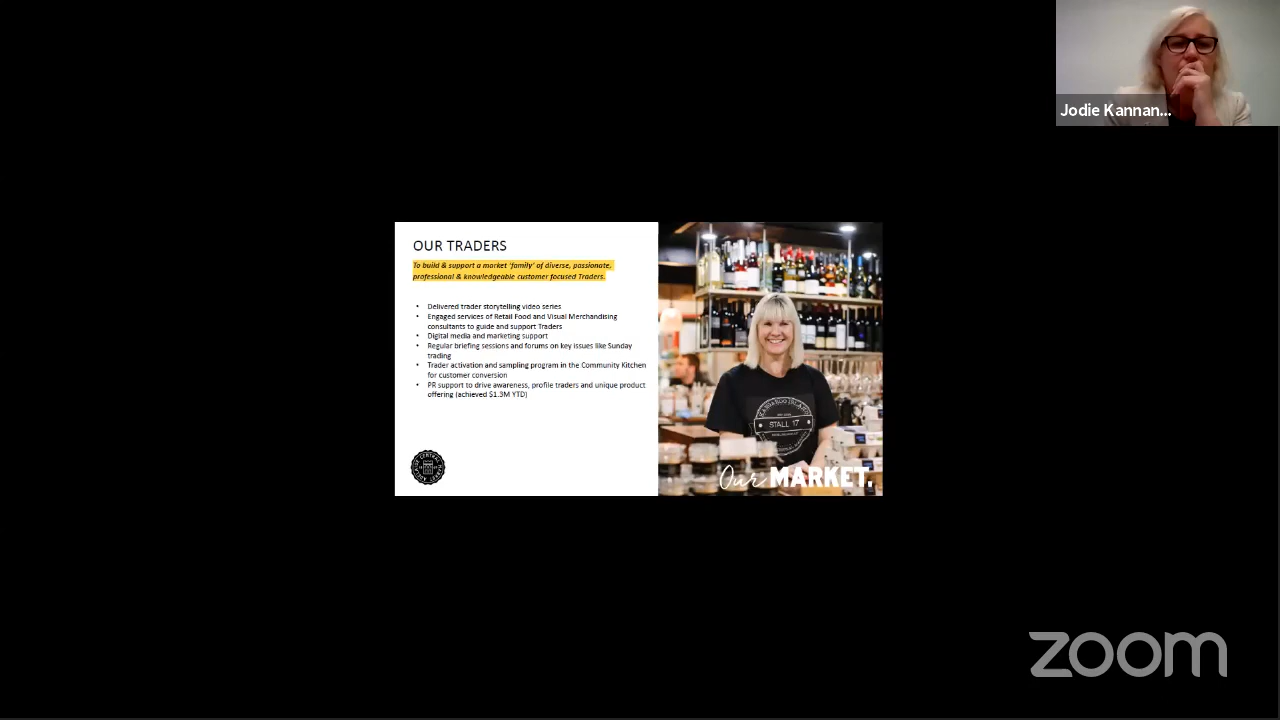 Jodie Kannan...
OUR TRADERS
To build & support a market 'family' of diverse, passionate,
professional & knowledgeable customer focused Traders.
• Delivered trader storytelling video series
• Engaged services of Retail Food and Visual Merchandising
consultants to guide and support Traders
• Digital media and marketing support
• Regular briefing sessions and forums on key issues like Sunday
trading
• Trader activation and sampling program in the Community Kitchen
for customer conversion
• PR support to drive awareness, profile traders and unique product
offering (achieved $1.3M YTD)
CENTRAL MARKET
KANGAROO ISLAND
STALL 17
Our MARKET.
zoom